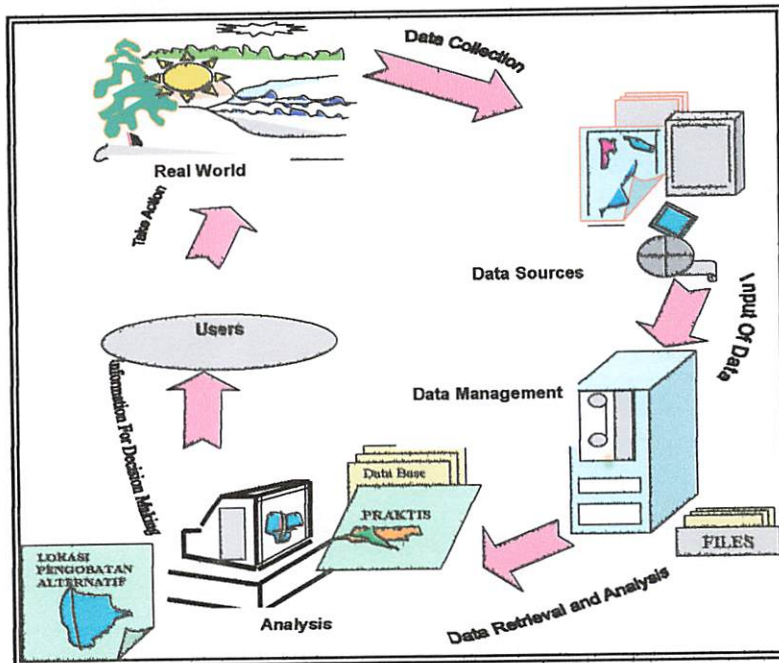 Data Collection
Real World
Take Action
Data Sources
Input Of Data
Users
Data Management
Information For Decision Making
Data Base
PRAKTIS
FILES
LOKASI
PENGOBATAN
ALTERNATIF
Analysis
Data Retrieval and Analysis